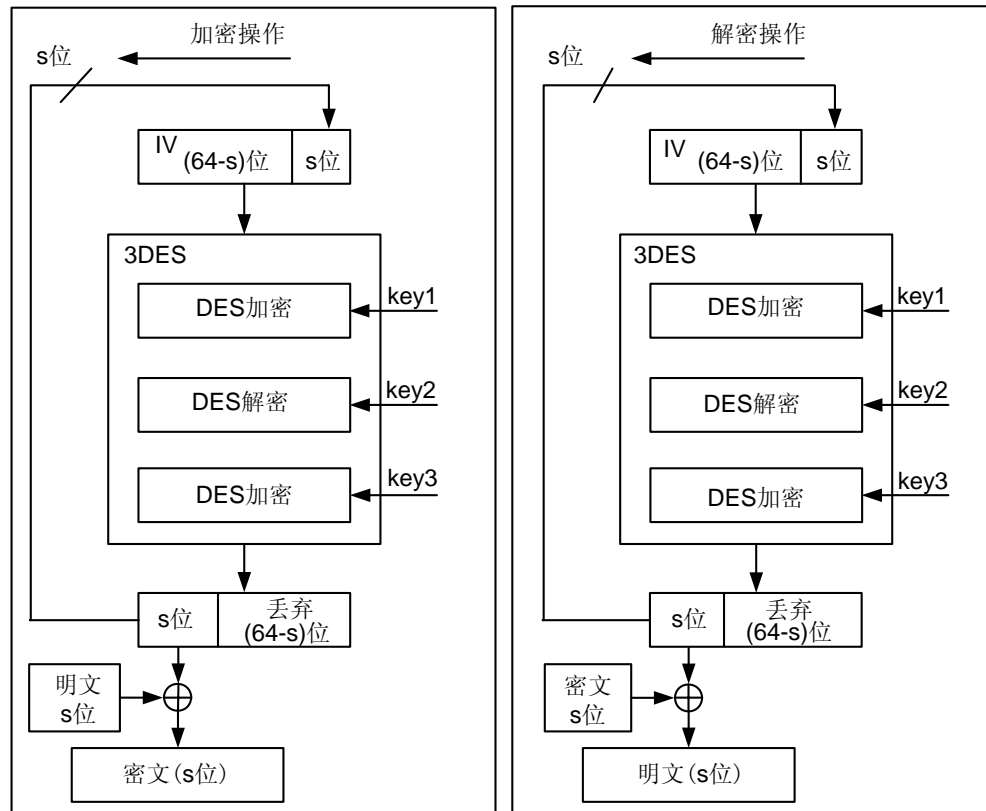 加密操作
s位
IV
(64-s)位
s位
3DES
DES加密
key1
DES解密
key2
DES加密
key3
s位
丢弃
(64-s)位
明文
s位
密文(s位)
解密操作
s位
IV
(64-s)位
s位
3DES
DES加密
key1
DES解密
key2
DES加密
key3
s位
丢弃
(64-s)位
密文
s位
明文(s位)